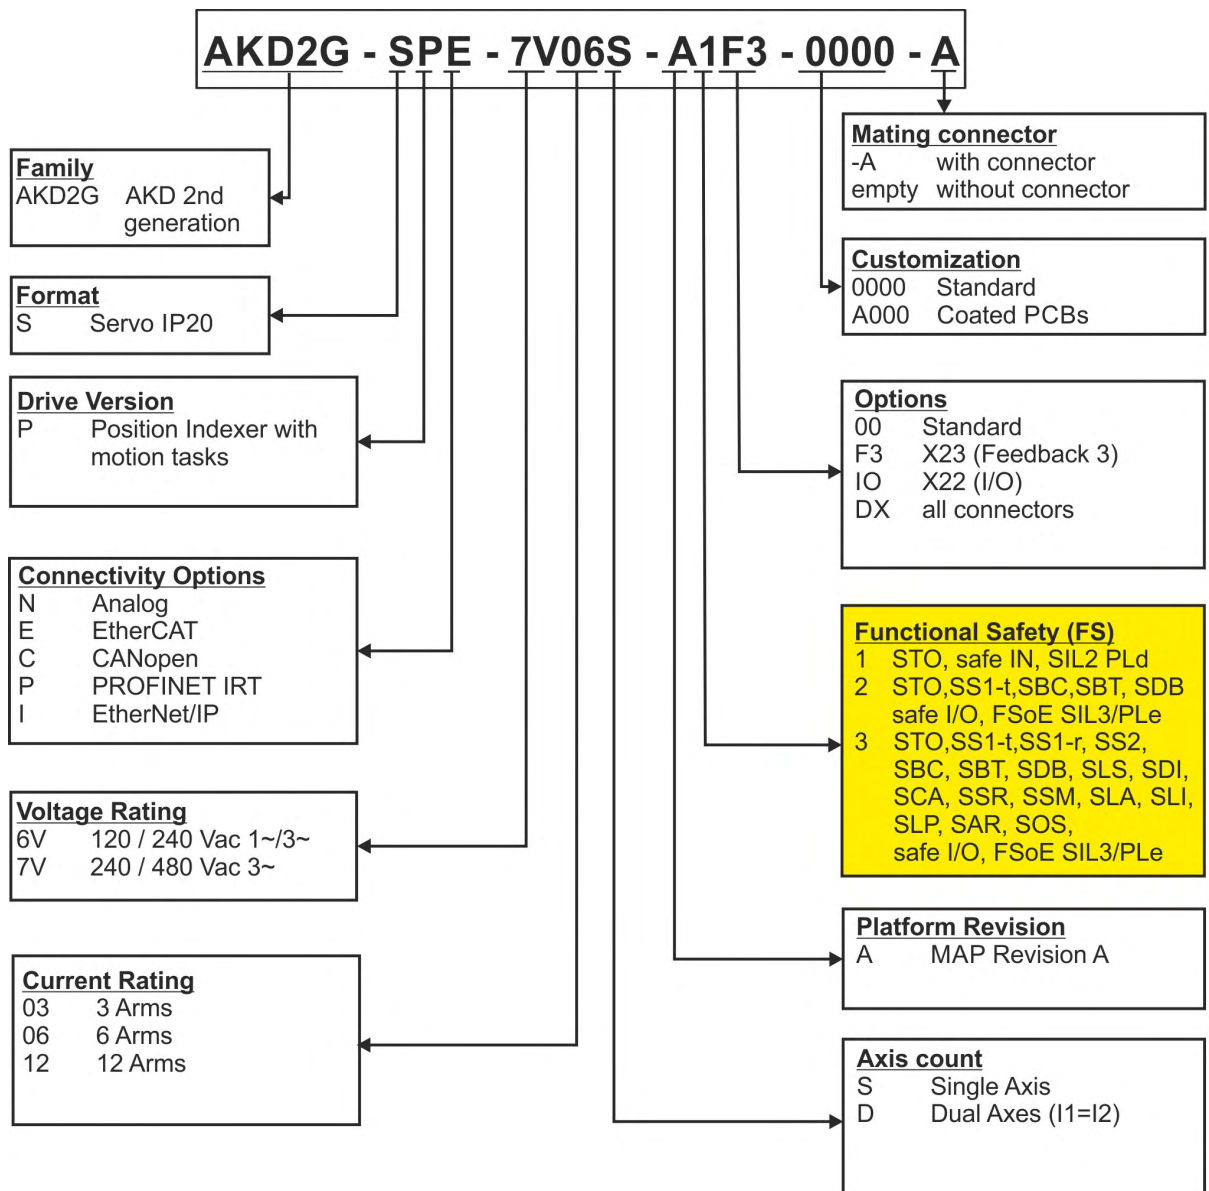 AKD2G - SPE - 7V06S - A1F3 - 0000 - A
Family
AKD2G AKD 2nd
generation
Format
S Servo IP20
Drive Version
P Position Indexer with
motion tasks
Connectivity Options
N Analog
E EtherCAT
C CANopen
P PROFINET IRT
I EtherNet/IP
Voltage Rating
6V 120 / 240 Vac 1~/3~
7V 240 / 480 Vac 3~
Current Rating
03 3 Arms
06 6 Arms
12 12 Arms
Mating connector
-A with connector
empty without connector
Customization
0000 Standard
A000 Coated PCBs
Options
00 Standard
F3 X23 (Feedback 3)
IO X22 (I/O)
DX all connectors
Functional Safety (FS)
1 STO, safe IN, SIL2 PLd
2 STO,SS1-t,SBC,SBT, SDB
safe I/O, FSoE SIL3/PLe
3 STO,SS1-t,SS1-r, SS2,
SBC, SBT, SDB, SLS, SDI,
SCA, SSR, SSM, SLA, SLI,
SLP, SAR, SOS,
safe I/O, FSoE SIL3/PLe
Platform Revision
A MAP Revision A
Axis count
S Single Axis
D Dual Axes (I1=I2)